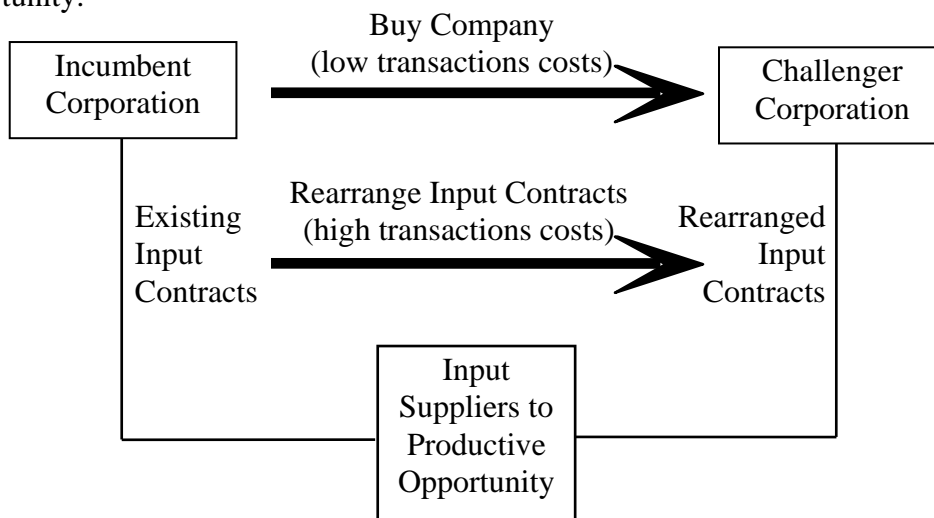 tunity.
Buy Company
(low transactions costs)
Incumbent
Corporation
Challenger
Corporation
Existing
Input
Contracts
Rearrange Input Contracts
(high transactions costs)
Rearranged
Input
Contracts
Input
Suppliers to
Productive
Opportunity